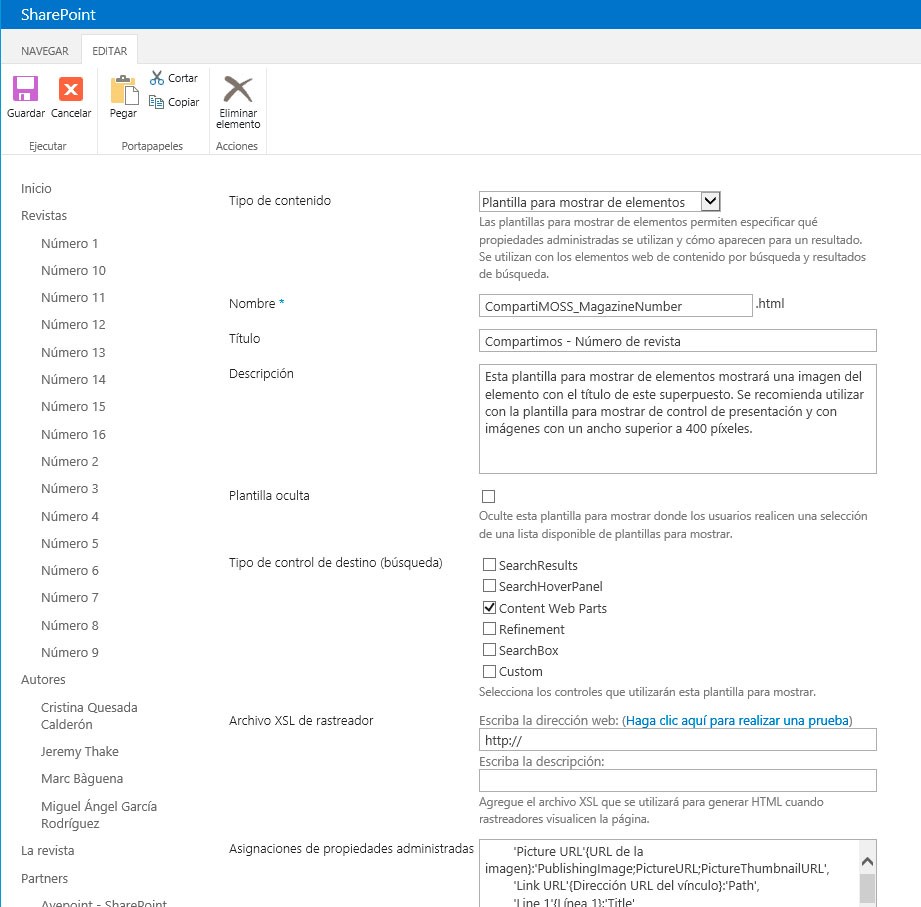 SharePoint
NAVEGAR
EDITAR
Guardar
Cancelar
Pegar
Cortar
Copiar
Eliminar
elemento
Ejecutar
Portapapeles
Acciones
Inicio
Revistas
Número 1
Número 10
Número 11
Número 12
Número 13
Número 14
Número 15
Número 16
Número 2
Número 3
Número 4
Número 5
Número 6
Número 7
Número 8
Número 9
Autores
Cristina Quesada
Calderón
Jeremy Thake
Marc Bàguena
Miguel Ángel García
Rodríguez
La revista
Partners
Avepoint - SharePoint
Tipo de contenido
Plantilla para mostrar de elementos
Las plantillas para mostrar de elementos permiten especificar qué
propiedades administradas se utilizan y cómo aparecen para un resultado.
Se utilizan con los elementos web de contenido por búsqueda y resultados
de búsqueda.
Nombre *
CompartiMOSS_MagazineNumber .html
Título
Compartimos - Número de revista
Descripción
Esta plantilla para mostrar de elementos mostrará una imagen del
elemento con el título de este superpuesto. Se recomienda utilizar
con la plantilla para mostrar de control de presentación y con
imágenes con un ancho superior a 400 píxeles.
Plantilla oculta
Oculte esta plantilla para mostrar donde los usuarios realicen una selección
de una lista disponible de plantillas para mostrar.
Tipo de control de destino (búsqueda)
SearchResults
SearchHoverPanel
Content Web Parts
Refinement
SearchBox
Custom
Selecciona los controles que utilizarán esta plantilla para mostrar.
Archivo XSL de rastreador
Escriba la dirección web: (Haga clic aquí para realizar una prueba)
http://
Escriba la descripción:
Agregue el archivo XSL que se utilizará para generar HTML cuando
rastreadores visualicen la página.
Asignaciones de propiedades administradas
'Picture URL'{URL de la
imagen}:'PublishingImage;PictureURL;PictureThumbnailURL',
'Link URL'{Dirección URL del vínculo}:'Path',
'Line 1'{Línea 1}:'Title'